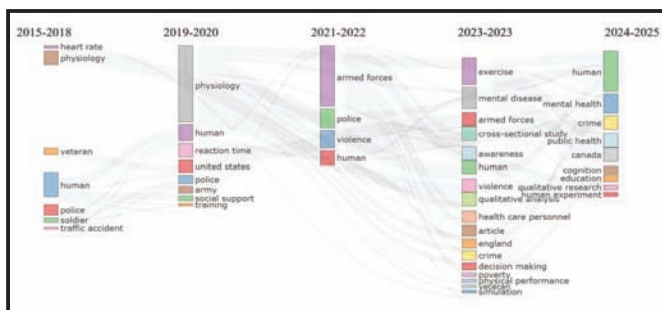 2015-2018
heart rate
physiology
veteran
human
police
soldier
traffic accident
2019-2020
physiology
human
reaction time
united states
police
army
social support
training
2021-2022
armed forces
police
violence
human
2023-2023
exercise
mental disease
armed forces
cross-sectional study
awareness
human
violence
qualitative analysis
health care personnel
article
england
crime
decision making
poverty
physical performance
veteran
simulation
2024-2025
human
mental health
crime
public health
canada
cognition
education
qualitative research
human experiment